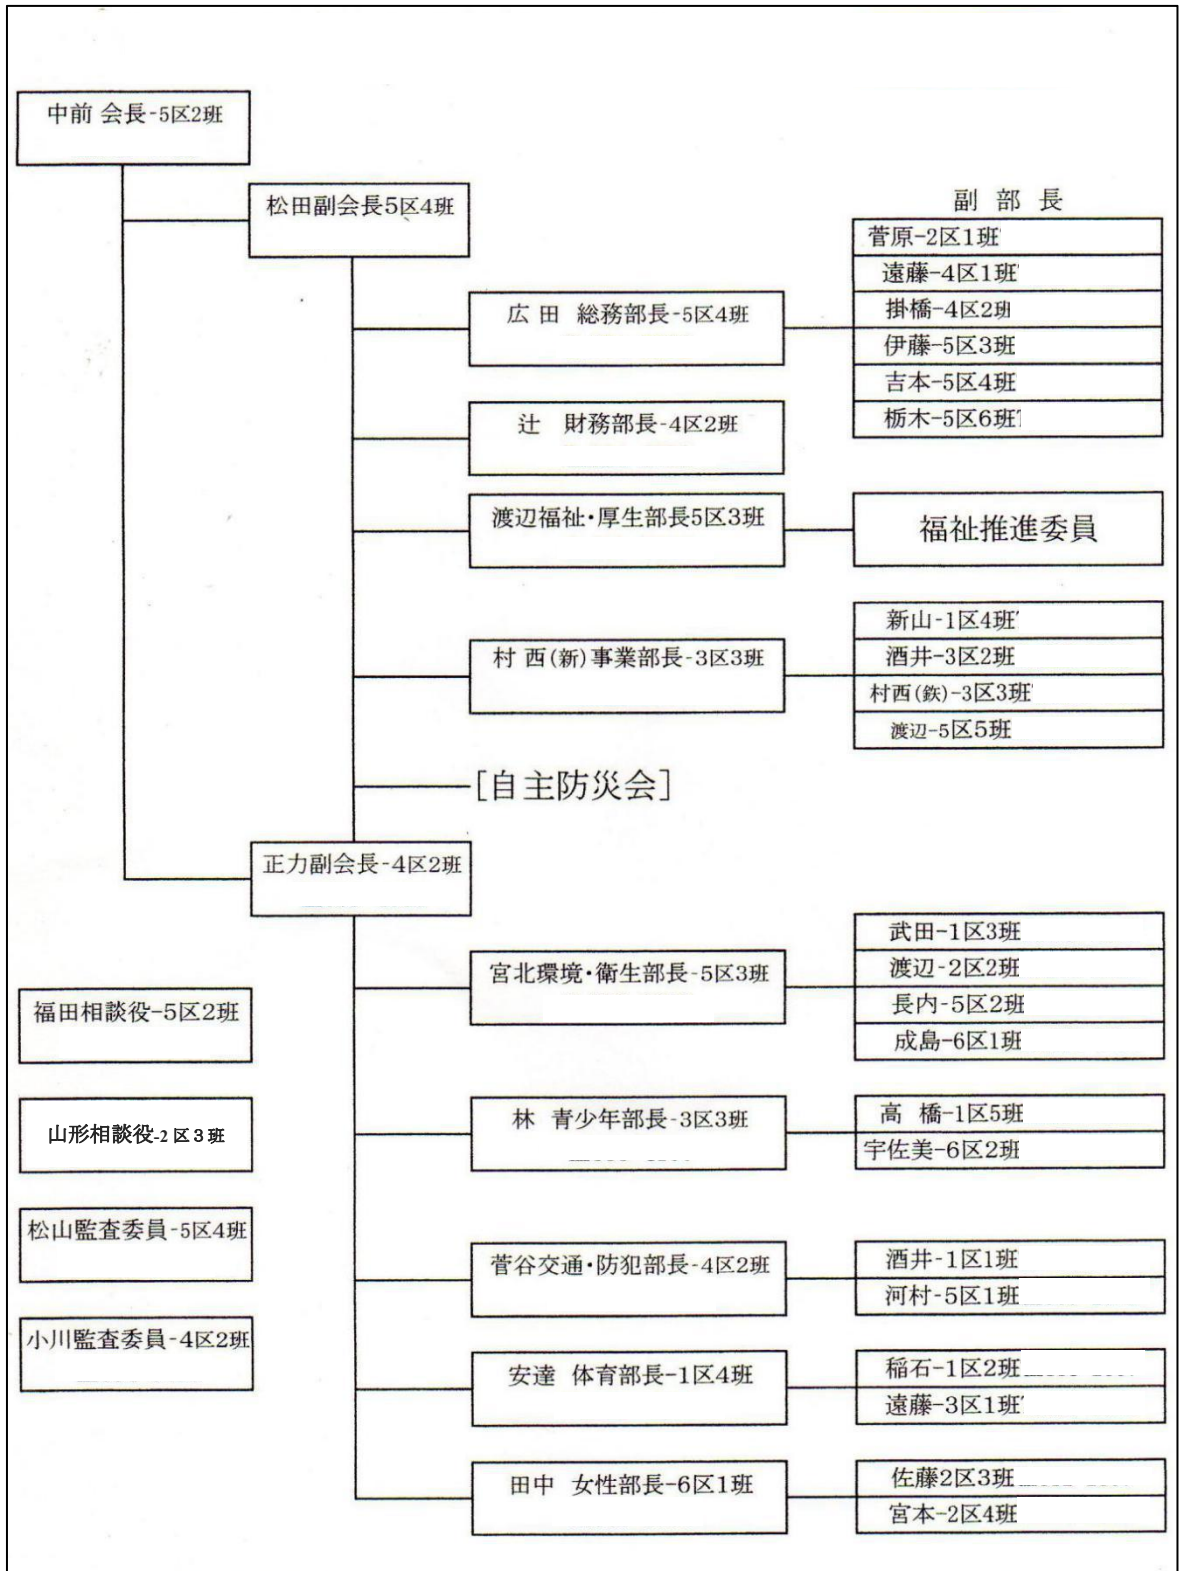 中前 会長-5区2班
松田副会長5区4班
副 部 長
菅原-2区1班
遠藤-4区1班
掛橋-4区2班
伊藤-5区3班
吉本-5区4班
栃木-5区6班
広 田 総務部長-5区4班
辻 財務部長-4区2班
渡辺福祉・厚生部長5区3班
福祉推進委員
村 西(新)事業部長-3区3班
新山-1区4班
酒井-3区2班
村西(鉄)-3区3班
渡辺-5区5班
[自主防災会]
正力副会長-4区2班
宮北環境・衛生部長-5区3班
武田-1区3班
渡辺-2区2班
長内-5区2班
成島-6区1班
林 青少年部長-3区3班
高 橋-1区5班
宇佐美-6区2班
菅谷交通・防犯部長-4区2班
酒井-1区1班
河村-5区1班
安達 体育部長-1区4班
稲石-1区2班
遠藤-3区1班
田中 女性部長-6区1班
佐藤2区3班
宮本-2区4班
福田相談役-5区2班
山形相談役-2区3班
松山監査委員-5区4班
小川監査委員-4区2班